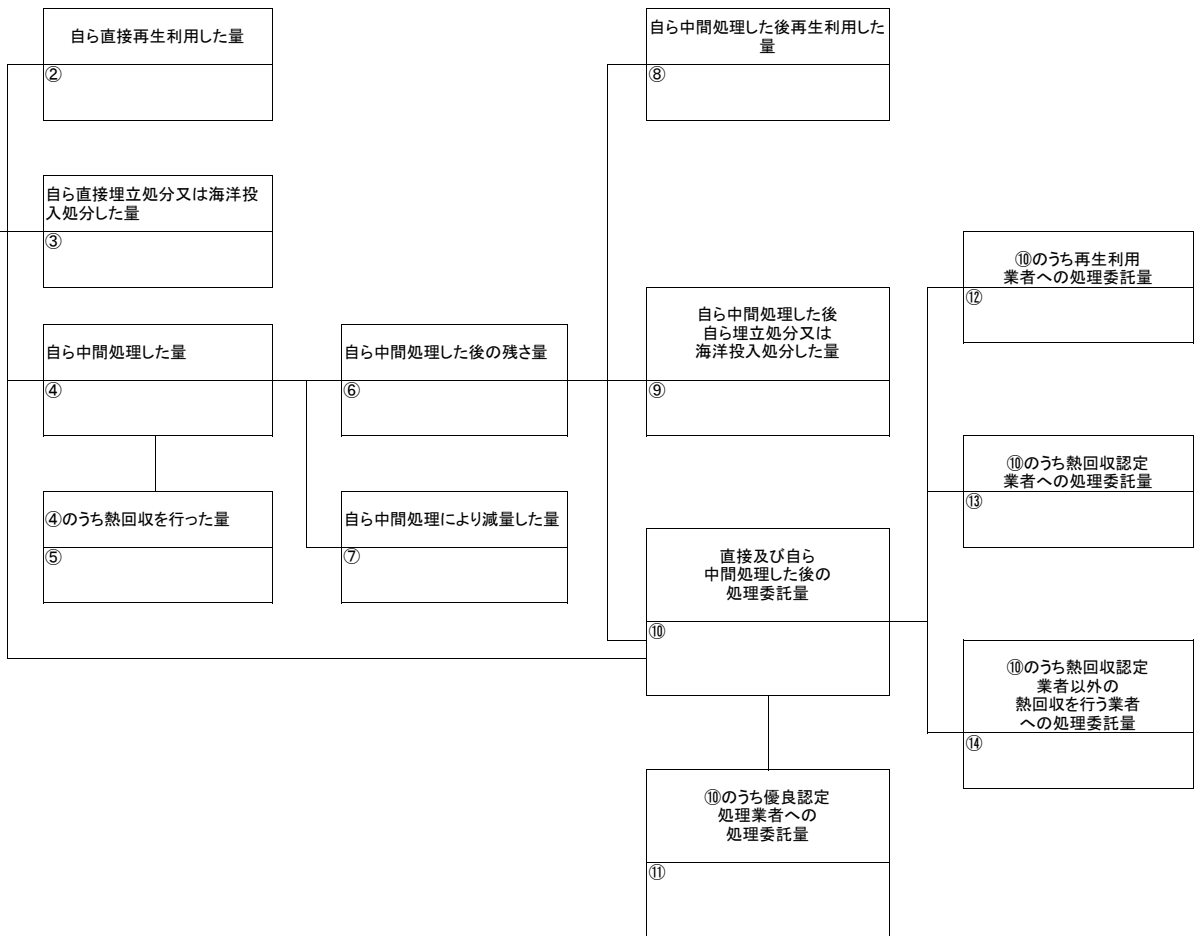 自ら直接再生利用した量
②
自ら直接埋立処分又は海洋投
入処分した量
③
自ら中間処理した量
④
④のうち熱回収を行った量
⑤
自ら中間処理した後の残さ量
⑥
自ら中間処理により減量した量
⑦
自ら中間処理した後再生利用した
量
⑧
自ら中間処理した後
自ら埋立処分又は
海洋投入処分した量
⑨
直接及び自ら
中間処理した後の
処理委託量
⑩
⑩のうち優良認定
処理業者への
処理委託量
⑪
⑩のうち再生利用
業者への処理委託量
⑫
⑩のうち熱回収認定
業者への処理委託量
⑬
⑩のうち熱回収認定
業者以外の
熱回収を行う業者
への処理委託量
⑭